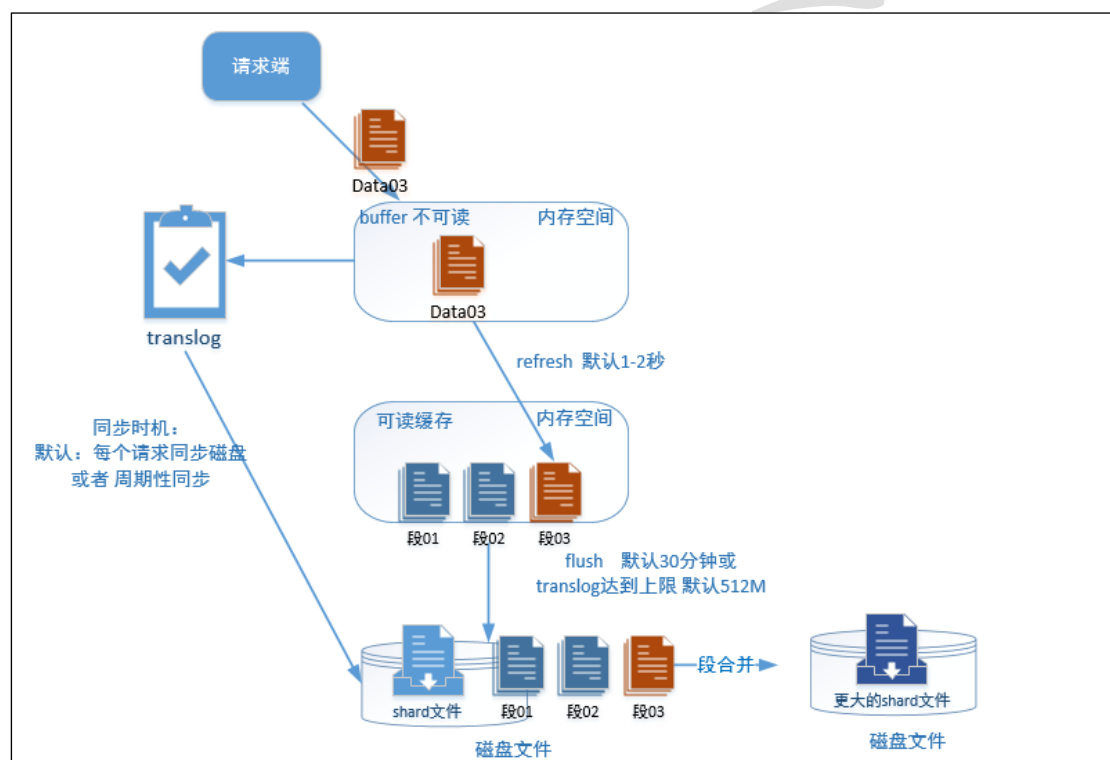 请求端
Data03
buffer 不可读
内存空间
Data03
translog
refresh 默认1-2秒
同步时机：
默认：每个请求同步磁盘
或者 周期性同步
可读缓存
内存空间
段01
段02
段03
flush 默认30分钟或
translog达到上限 默认512M
shard文件
段01
段02
段03
段合并
更大的shard文件
磁盘文件
磁盘文件